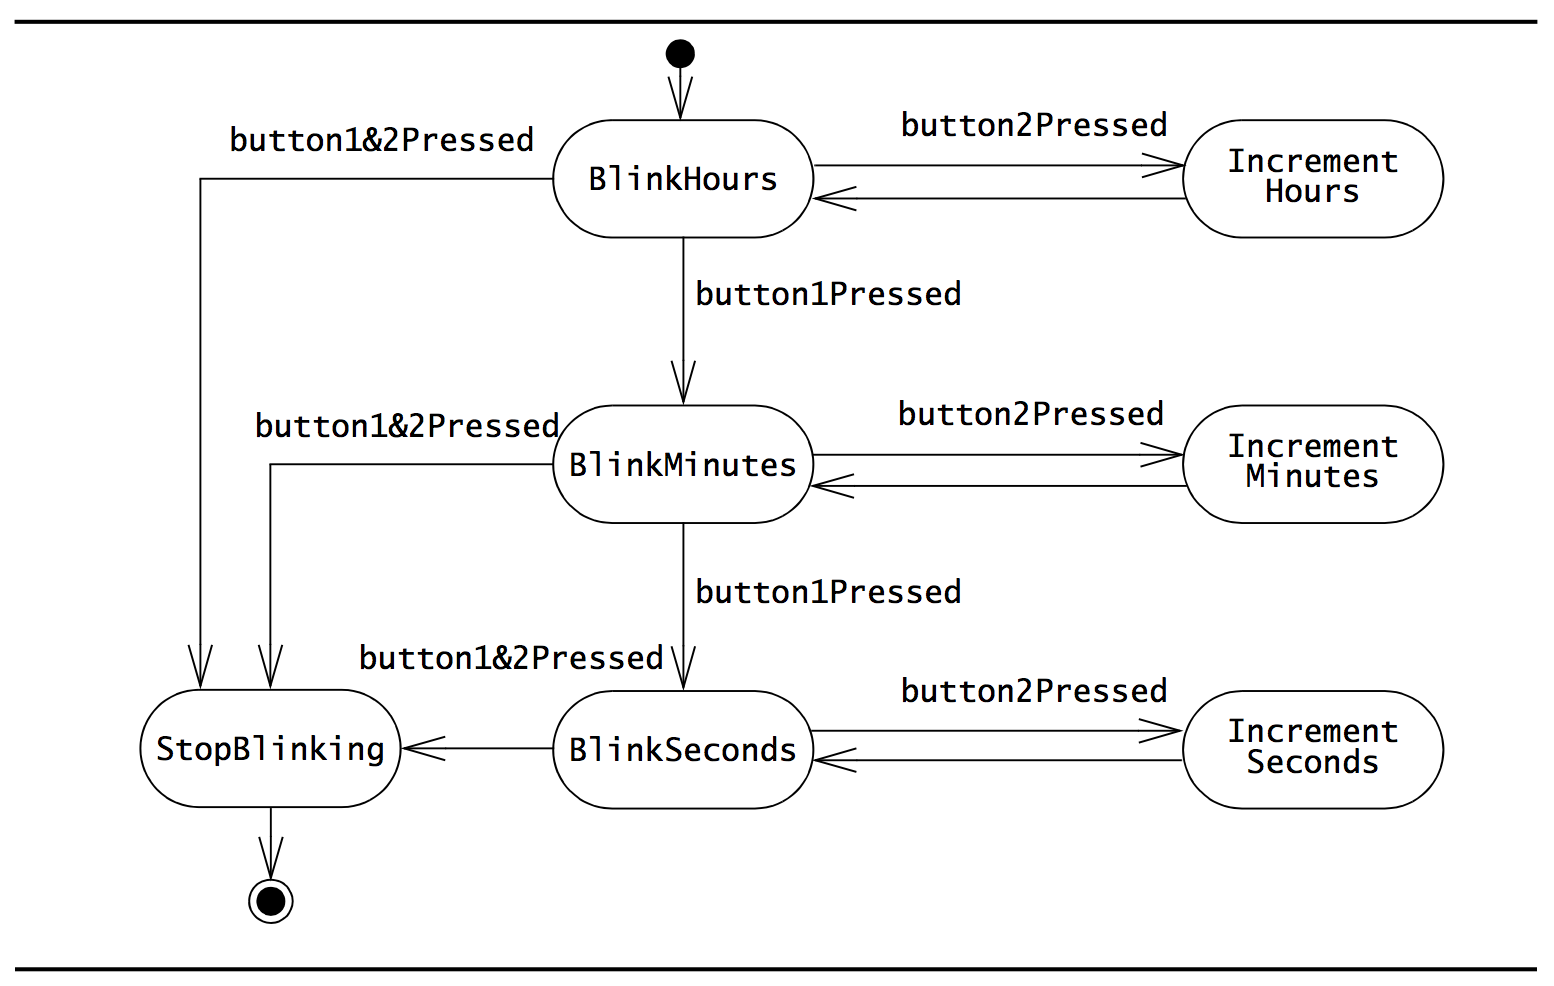 button2Pressed
button1&2Pressed
Increment
Hours
BlinkHours
button1Pressed
button2Pressed
button1&2Pressed
Increment
Minutes
BlinkMinutes
button1Pressed
button1&2Pressed
button2Pressed
Increment
Seconds
StopBlinking
BlinkSeconds